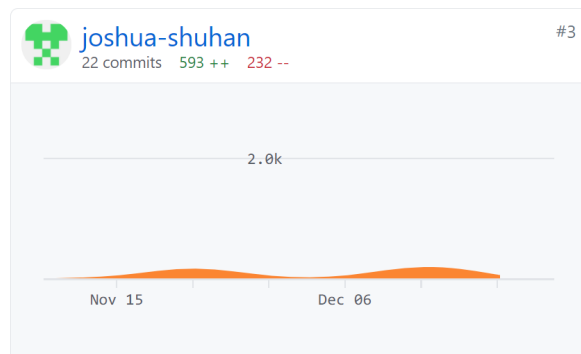 joshua-shuhan
#3
22 commits 593 ++ 232 --
2.0k
Nov 15 Dec 06